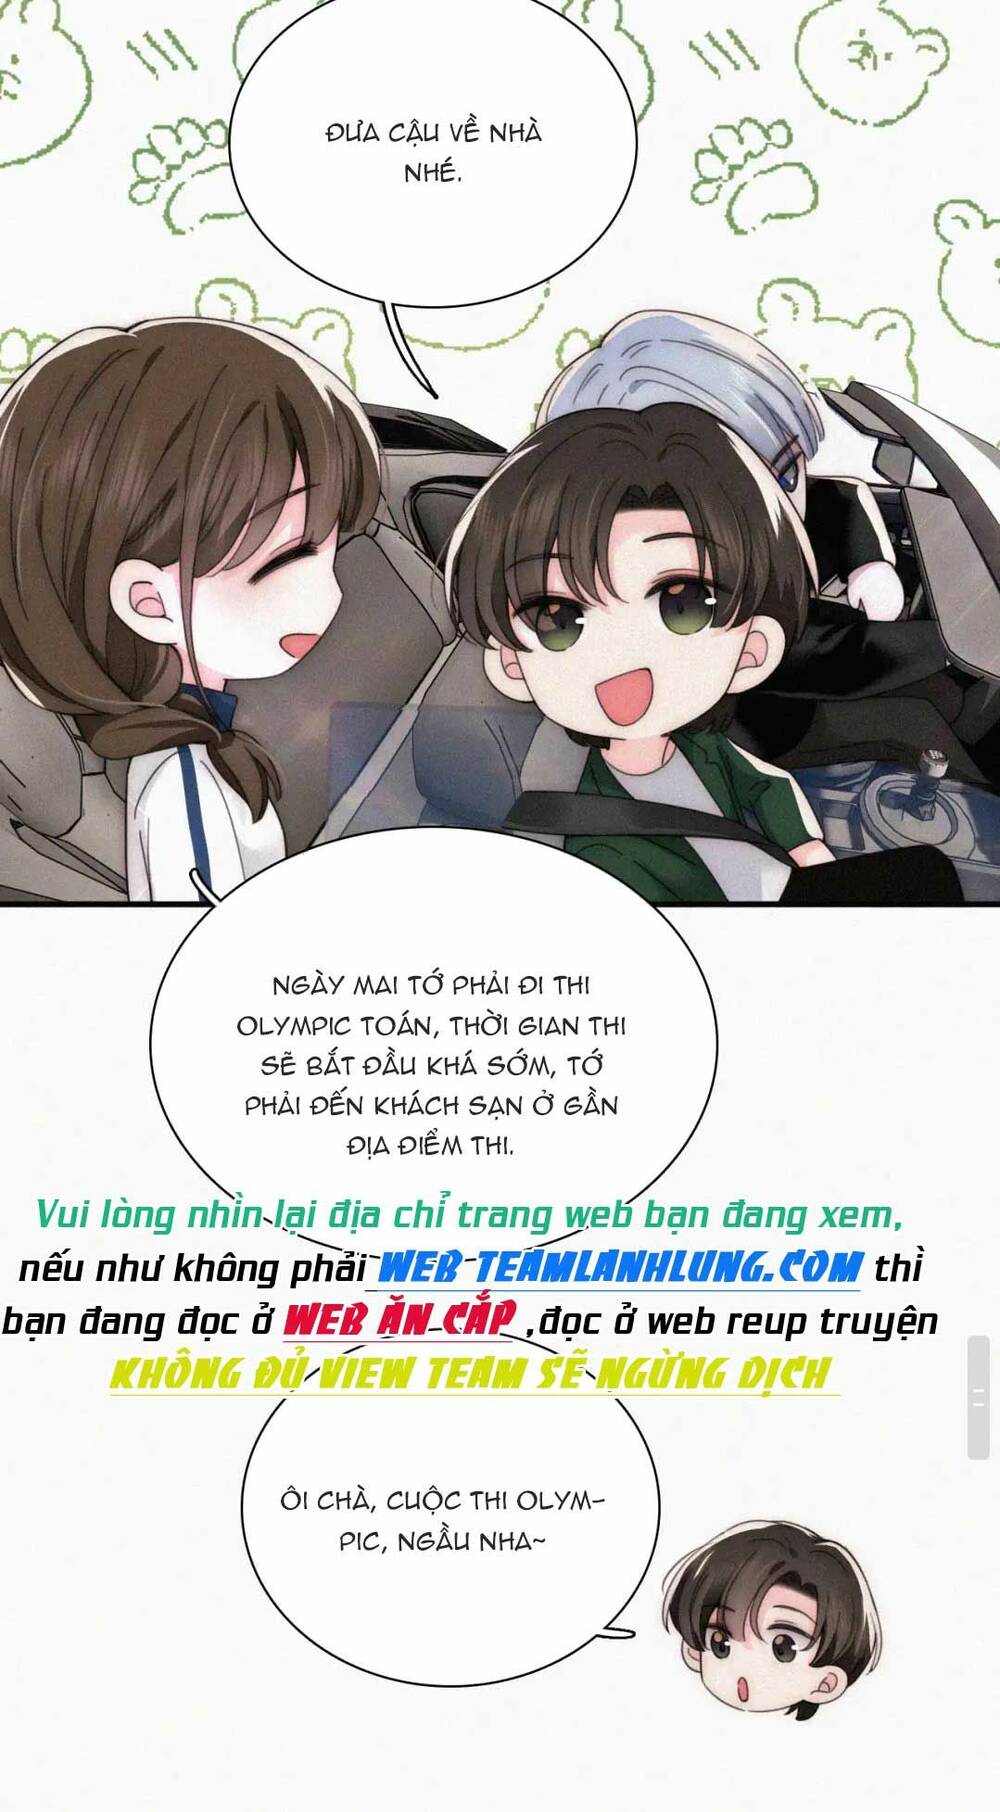 ĐƯA CẬU VỀ NHÀ
NHÉ.
NGÀY MAI TỚ PHẢI ĐI THI
OLYMPIC TOÁN, THỜI GIAN THI
SẼ BẮT ĐẦU KHÁ SỚM, TỚ
PHẢI ĐẾN KHÁCH SẠN Ở GẦN
ĐỊA ĐIỂM THI.
Vui lòng nhìn lại địa chỉ trang web bạn đang xem,
nếu như không phải WEB TEAMLANHLUNG.COM thì
bạn đang đọc ở WEB ĂN CẮP ,đọc ở web reup truyện
KHÔNG ĐỦ VIEW TEAM SẼ NGỪNG DỊCH
ÔI CHÀ, CUỘC THI OLYM-
PIC, NGẦU NHA~